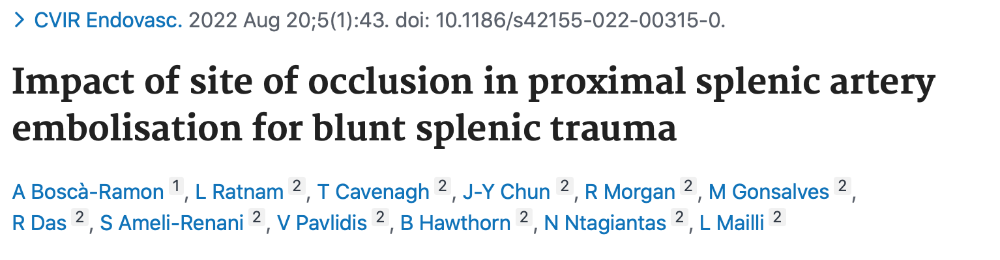 > CVIR Endovasc. 2022 Aug 20;5(1):43. doi: 10.1186/s42155-022-00315-0.
Impact of site of occlusion in proximal splenic artery
embolisation for blunt splenic trauma
A Boscà-Ramon 1, L Ratnam 2, T Cavenagh 2, J-Y Chun 2, R Morgan 2, M Gonsalves 2,
R Das 2, S Ameli-Renani 2, V Pavlidis 2, B Hawthorn 2, N Ntagiantas 2, L Mailli 2